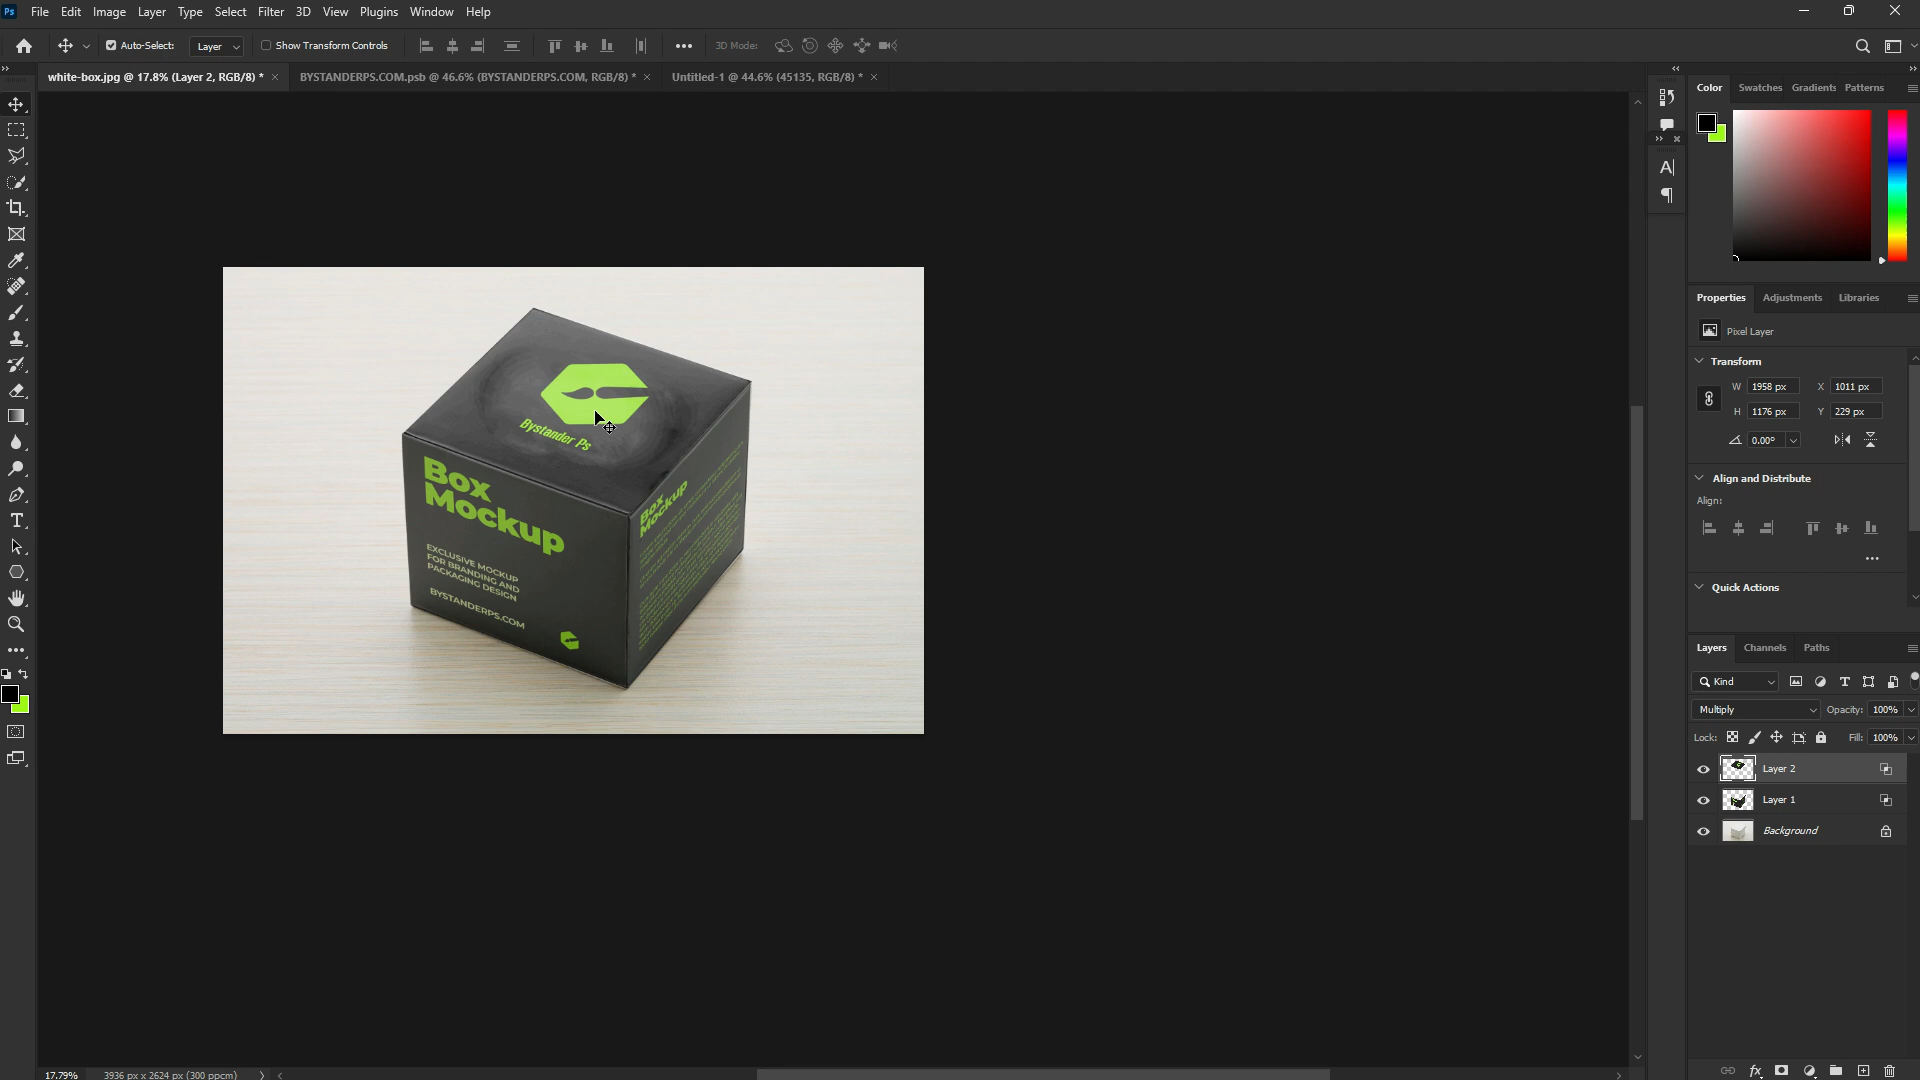 Ps File Edit Image Layer Type Select Filter 3D View Plugins Window Help
Auto-Select: Layer Show Transform Controls 3D Mode:
white-box.jpg @ 17.8% (Layer 2, RGB/8) * BYSTANDERPS.COM.psb @ 46.6% (BYSTANDERPS.COM, RGB/8) * Untitled-1 @ 44.6% (45135, RGB/8) *
Bystander Ps
Box
Mockup
EXCLUSIVE MOCKUP
FOR BRANDING AND
PACKAGING DESIGN
BYSTANDERPS.COM
Box
Mockup
Color Swatches Gradients Patterns
Properties Adjustments Libraries
Pixel Layer
Transform
W 1958 px X 1011 px
H 1176 px Y 229 px
0.00°
Align and Distribute
Align:
Quick Actions
Layers Channels Paths
Kind
Multiply Opacity: 100%
Lock: Fill: 100%
Layer 2
Layer 1
Background
17.79% 3936 px x 2624 px (300 ppcm)